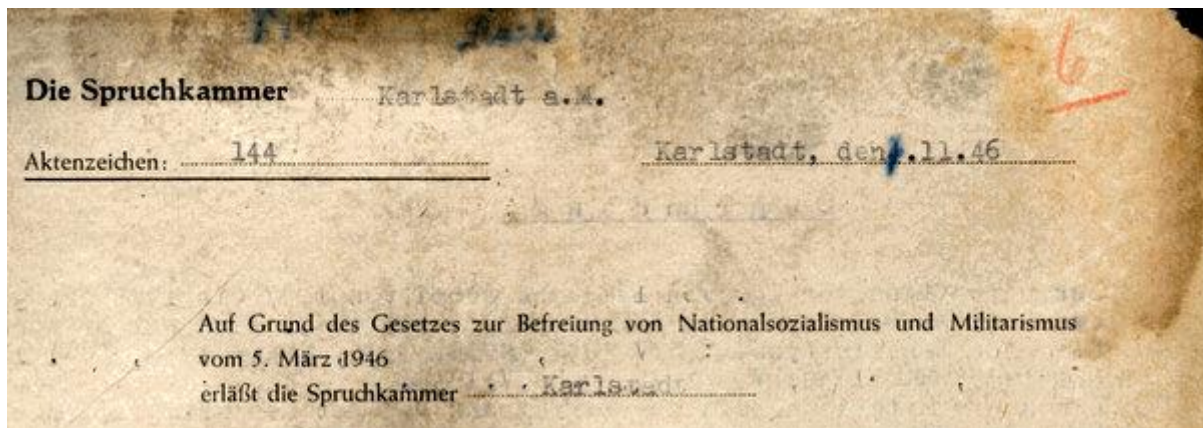 6
Die Spruchkammer Karlstadt a.M.
Aktenzeichen: 144 Karlstadt, den .11.46
Auf Grund des Gesetzes zur Befreiung von Nationalsozialismus und Militarismus
vom 5. März 1946
erläßt die Spruchkammer Karlstadt